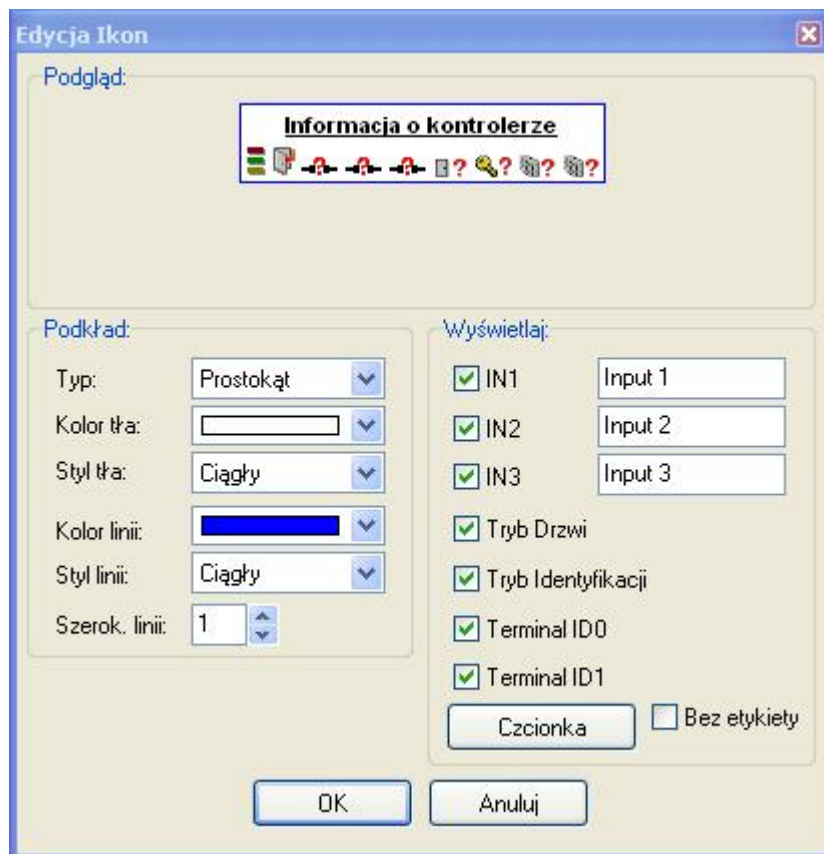 Edycja Ikon
Podgląd:
Informacja o kontrolerze
? ? ? ? ? ? ?
Podkład:
Typ: Prostokąt
Kolor tła:
Styl tła: Ciągły
Kolor linii:
Styl linii: Ciągły
Szerok. linii: 1
Wyświetlaj:
IN1 Input 1
IN2 Input 2
IN3 Input 3
Tryb Drzwi
Tryb Identyfikacji
Terminal ID0
Terminal ID1
Czcionka Bez etykiety
OK Anuluj